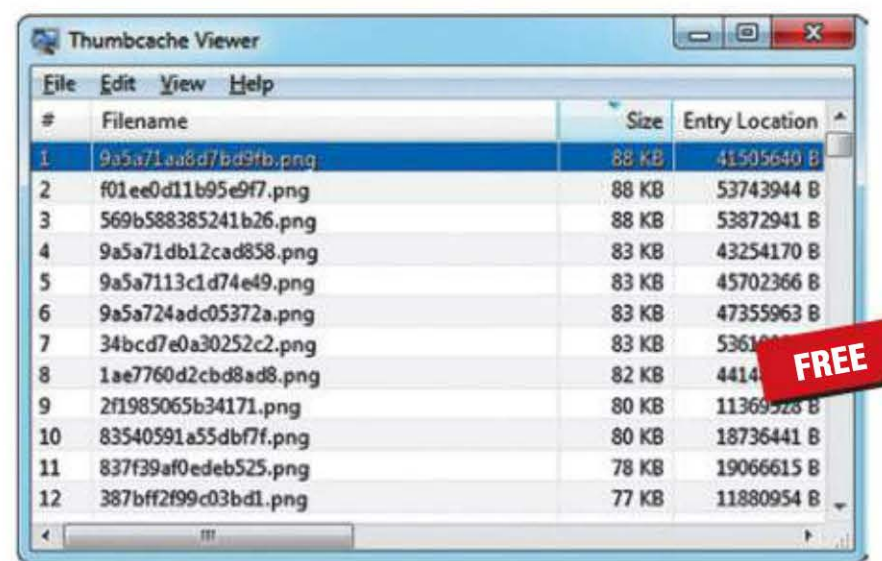 Thumbcache Viewer
File Edit View Help
# Filename Size Entry Location
1 9a5a71aa8d7bd9fb.png 88 KB 41505640 B
2 f01ee0d11b95e9f7.png 88 KB 53743944 B
3 569b588385241b26.png 88 KB 53872941 B
4 9a5a71db12cad858.png 83 KB 43254170 B
5 9a5a7113c1d74e49.png 83 KB 45702366 B
6 9a5a724adc05372a.png 83 KB 47355963 B
7 34bcd7e0a30252c2.png 83 KB
8 1ae7760d2cbd8ad8.png 82 KB
FREE
9 2f1985065b34171.png 80 KB 11369528 B
10 83540591a55dbf7f.png 80 KB 18736441 B
11 837f39af0edeb525.png 78 KB 19066615 B
12 387bff2f99c03bd1.png 77 KB 11880954 B